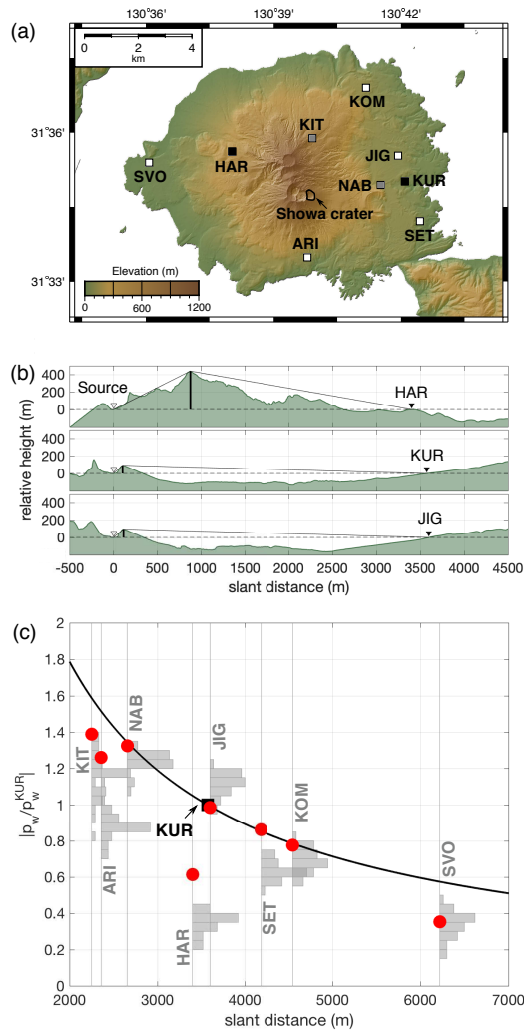 (a)
130˚36' 130˚39' 130˚42'
0 2 4
km
KOM
31˚36'
KIT
HAR
JIG
SVO
NAB
KUR
Showa crater
SET
ARI
31˚33'
Elevation (m)
0 600 1200
(b)
relative height (m)
400
200
0
Source
HAR
400
200
0
KUR
400
200
0
JIG
-500 0 500 1000 1500 2000 2500 3000 3500 4000 4500
slant distance (m)
(c)
|p_w/p_w^KUR|
2
1.8
1.6
1.4
1.2
1
0.8
0.6
0.4
0.2
0
KIT
ARI
NAB
KUR
HAR
JIG
SET
KOM
SVO
2000 3000 4000 5000 6000 7000
slant distance (m)